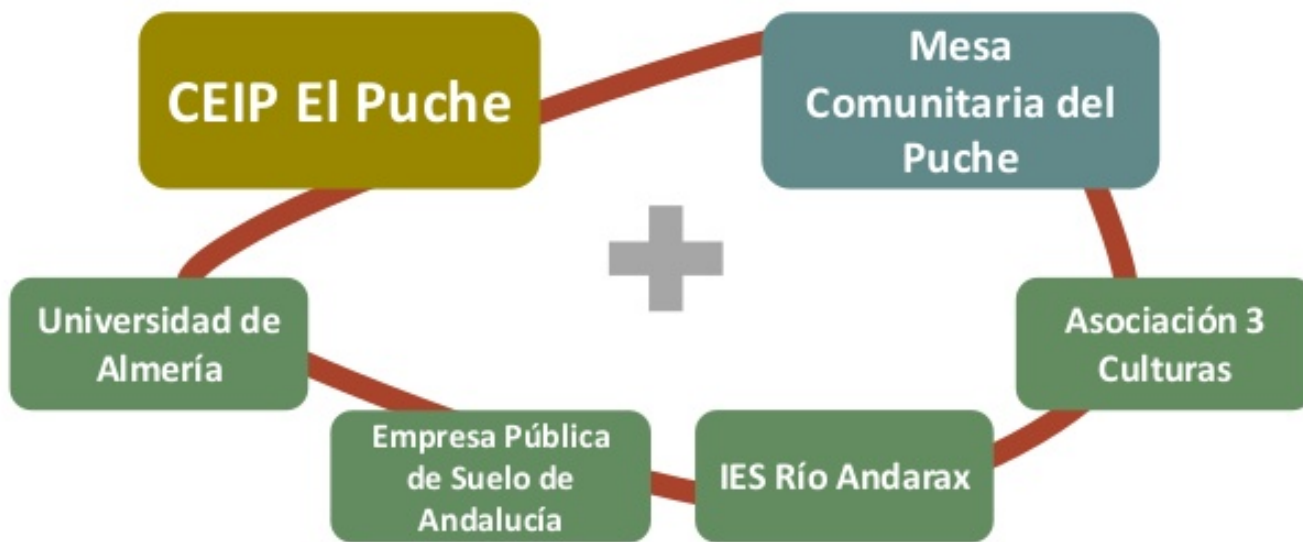 CEIP El Puche
Mesa
Comunitaria del
Puche
Universidad de
Almería
Asociación 3
Culturas
Empresa Pública
de Suelo de
Andalucía
IES Río Andarax